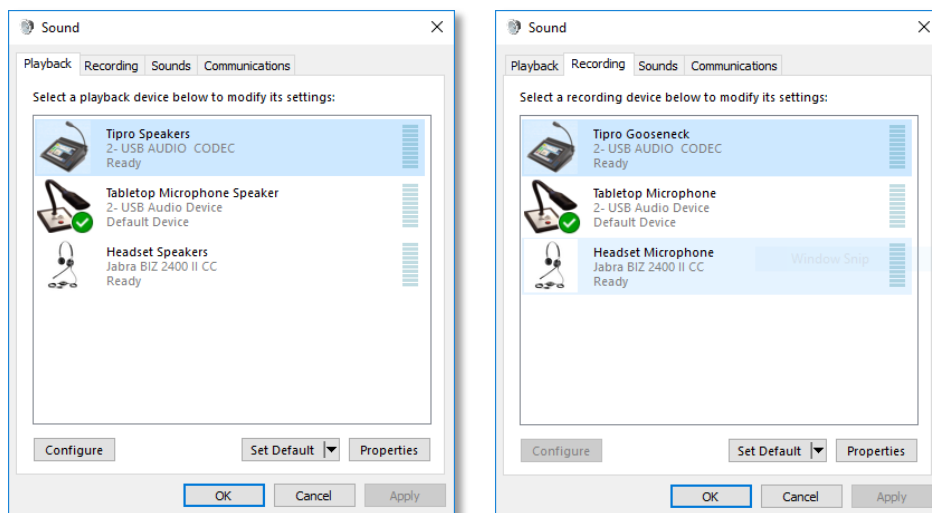 Sound
Playback Recording Sounds Communications
Select a playback device below to modify its settings:
Tipro Speakers
2- USB AUDIO  CODEC
Ready
Tabletop Microphone Speaker
2- USB Audio Device
Default Device
Headset Speakers
Jabra BIZ 2400 II CC
Ready
Configure
Set Default
Properties
OK
Cancel
Apply
Sound
Playback Recording Sounds Communications
Select a recording device below to modify its settings:
Tipro Gooseneck
2- USB AUDIO  CODEC
Ready
Tabletop Microphone
2- USB Audio Device
Default Device
Headset Microphone
Jabra BIZ 2400 II CC
Ready
Window Snip
Configure
Set Default
Properties
OK
Cancel
Apply